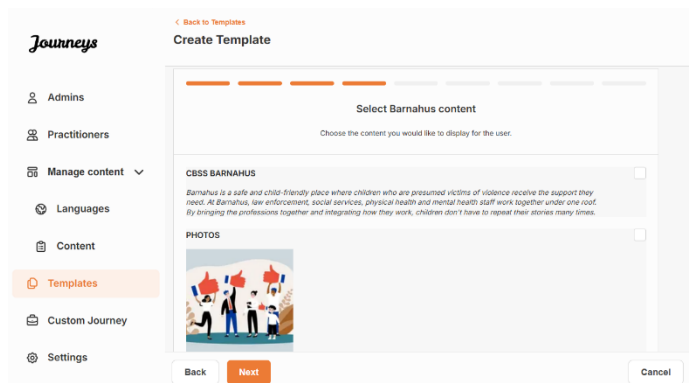 Journeys
Admins
Practitioners
Manage content
Languages
Content
Templates
Custom Journey
Settings
Back to Templates
Create Template
Select Barnahus content
Choose the content you would like to display for the user.
CBSS BARNAHUS
Barnahus is a safe and child-friendly place where children who are presumed victims of violence receive the support they
need. At Barnahus, law enforcement, social services, physical health and mental health staff work together under one roof.
By bringing the professions together and integrating how they work, children don't have to repeat their stories many times.
PHOTOS
Back
Next
Cancel